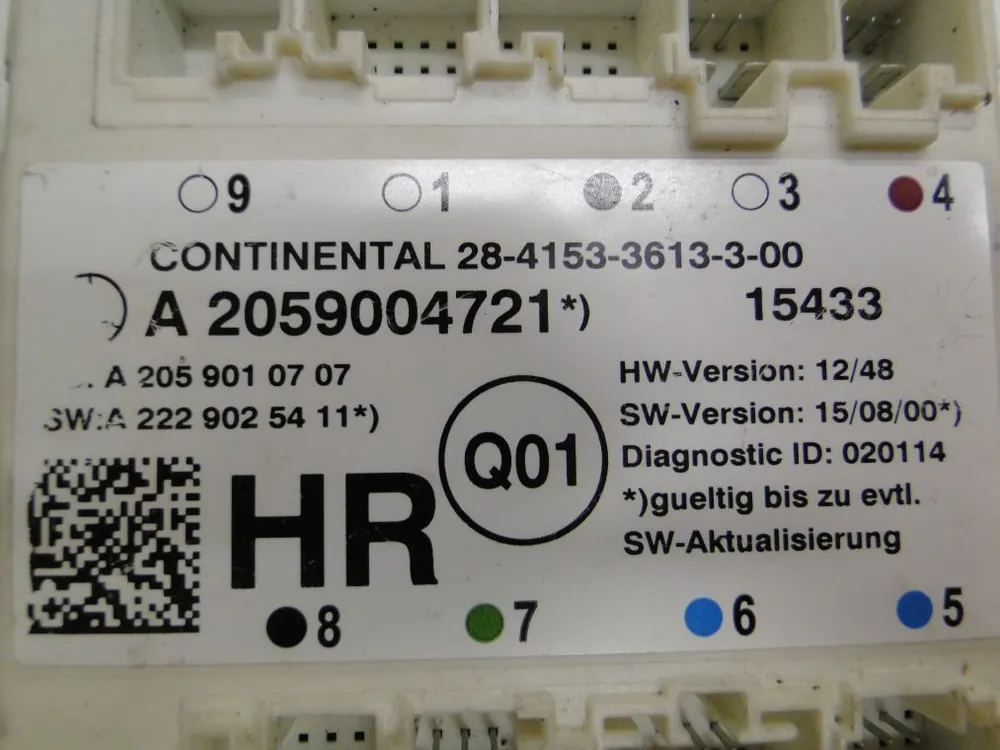 9 1 2 3 4
CONTINENTAL 28-4153-3613-3-00
A 2059004721*) 15433
A 205 901 07 07
SW:A 222 902 54 11*)
HW-Version: 12/48
SW-Version: 15/08/00*)
Diagnostic ID: 020114
*)gueltig bis zu evtl.
SW-Aktualisierung
Q01
HR
8 7 6 5